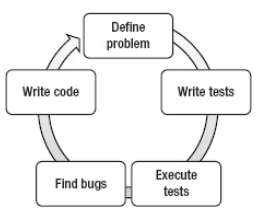 Define
problem
Write tests
Execute
tests
Find bugs
Write code